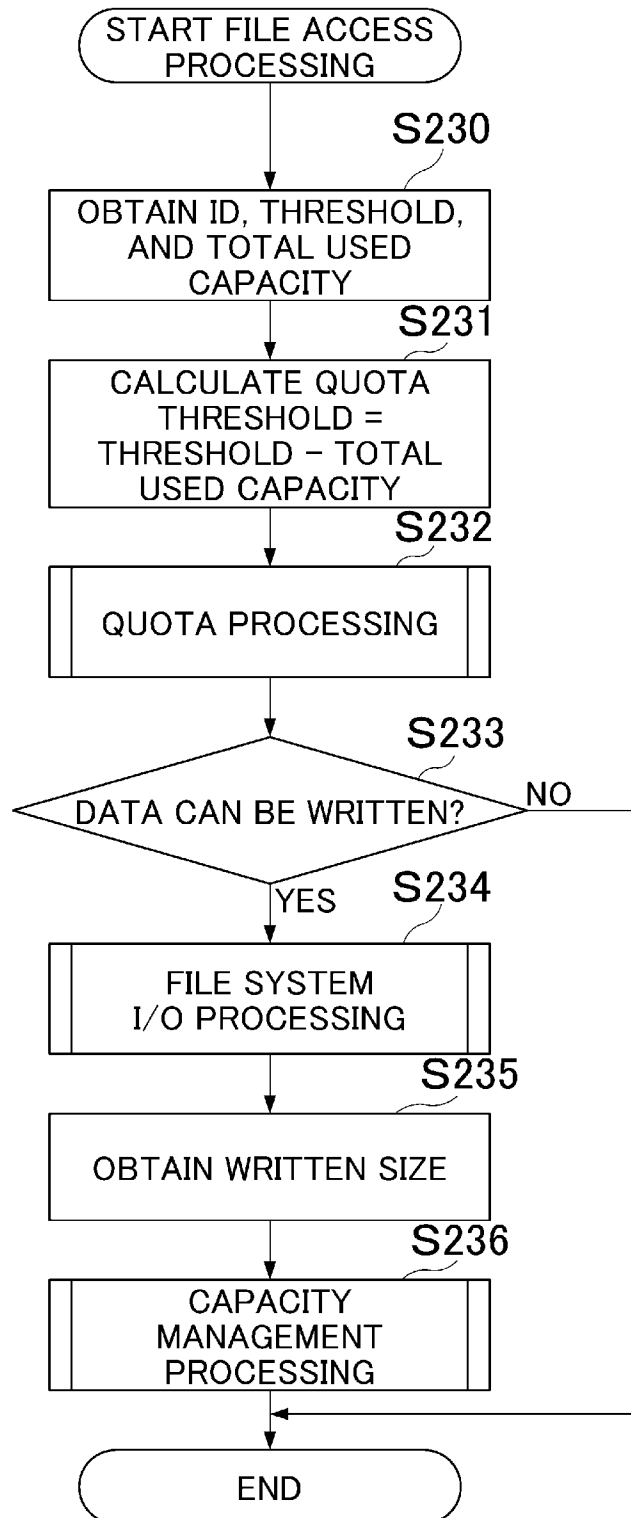 START FILE ACCESS
PROCESSING
S230
OBTAIN ID, THRESHOLD,
AND TOTAL USED
CAPACITY
S231
CALCULATE QUOTA
THRESHOLD =
THRESHOLD − TOTAL
USED CAPACITY
S232
QUOTA PROCESSING
S233
DATA CAN BE WRITTEN?
NO
YES
S234
FILE SYSTEM
I/O PROCESSING
S235
OBTAIN WRITTEN SIZE
S236
CAPACITY
MANAGEMENT
PROCESSING
END